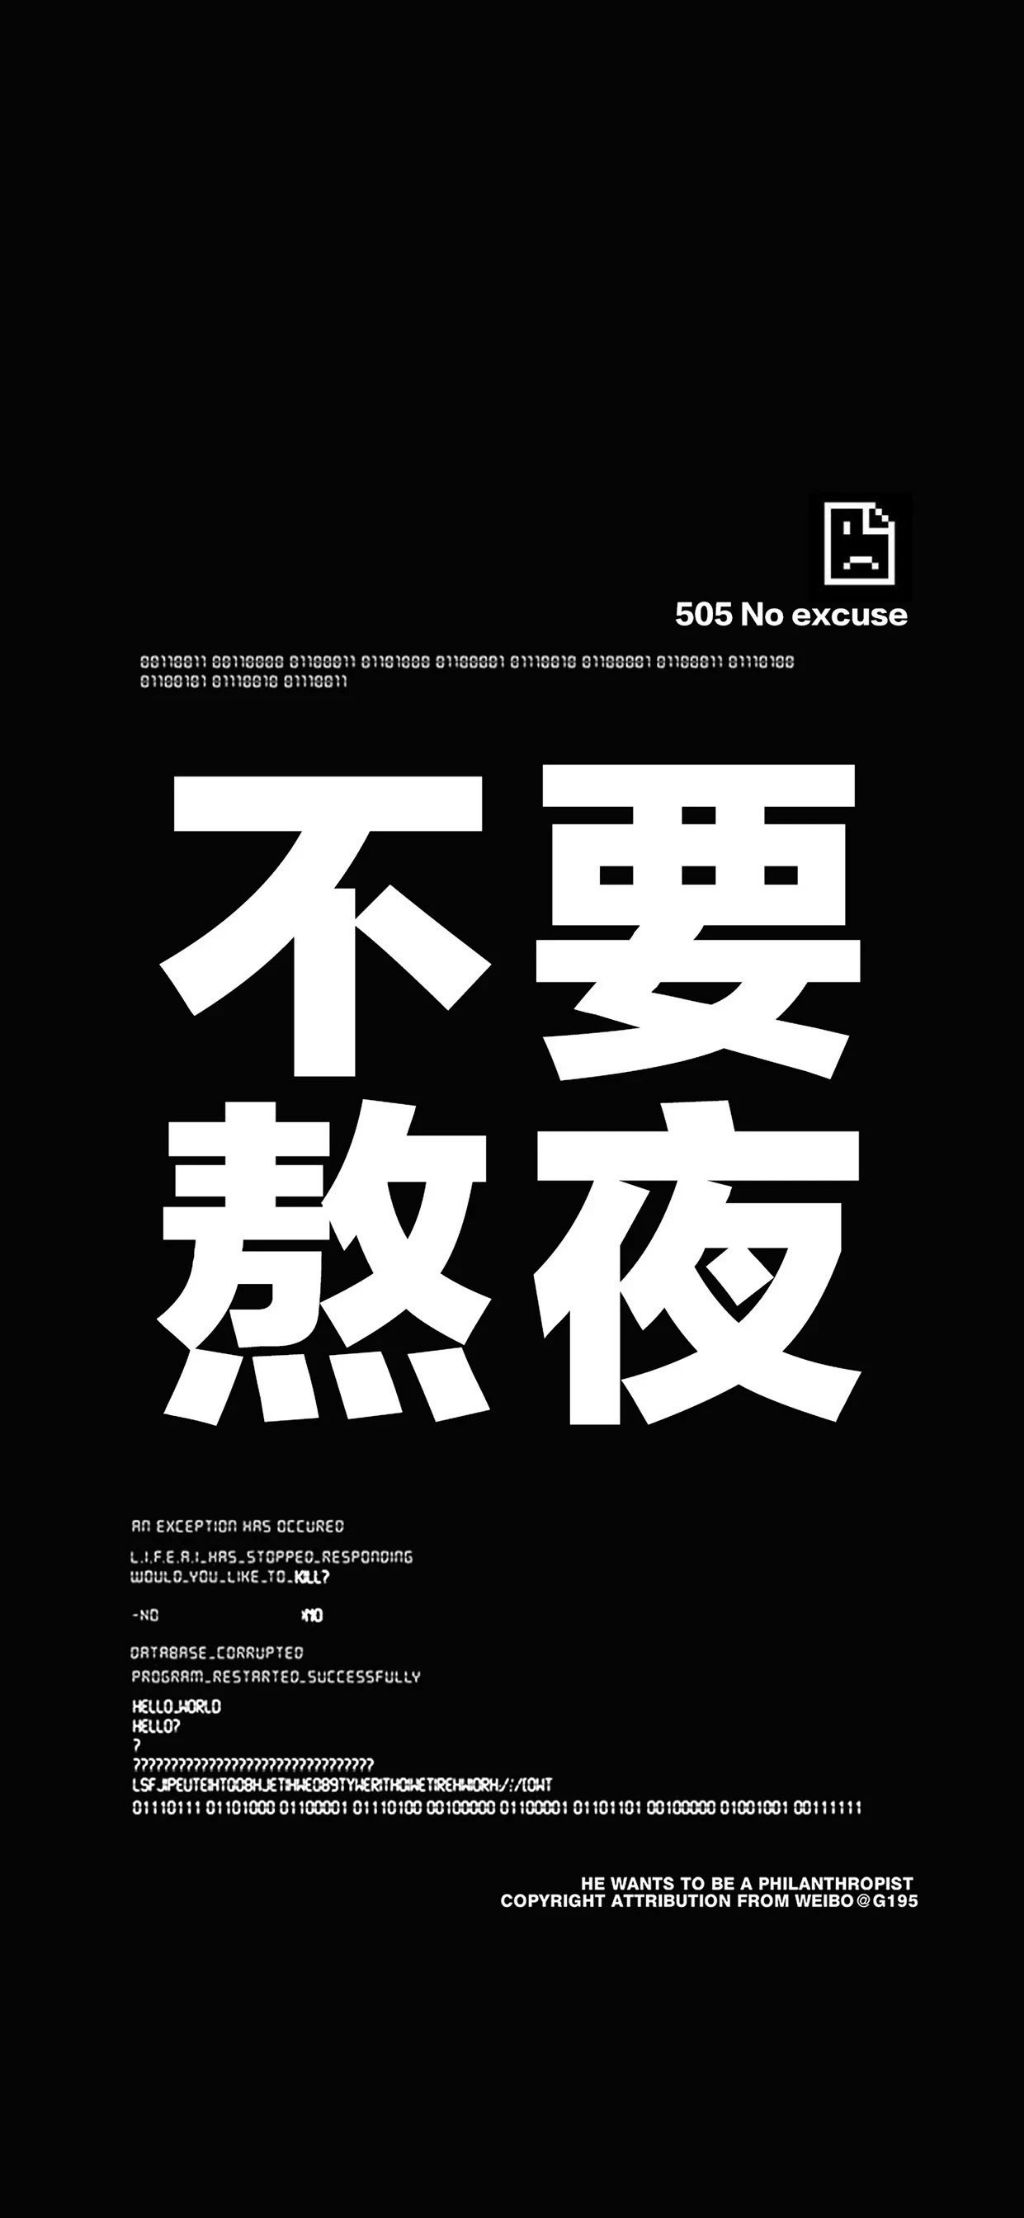 505 No excuse
00110011 00110000 01100011 01101000 01100001 01110010 01100001 01100011 01110100
01100101 01110010 01110011
不要
熬夜
AN EXCEPTION HAS OCCURED
L.I.F.E.A.I_HAS_STOPPED_RESPONDING
WOULD_YOU_LIKE_TO_KILL?
-NO >NO
DATABASE_CORRUPTED
PROGRAM_RESTARTED_SUCCESSFULLY
HELLO_WORLD
HELLO?
?
????????????????????????????????
01110111 01101000 01100001 01110100 00100000 01100001 01101101 00100000 01001001 00111111
HE WANTS TO BE A PHILANTHROPIST
COPYRIGHT ATTRIBUTION FROM WEIBO@G195